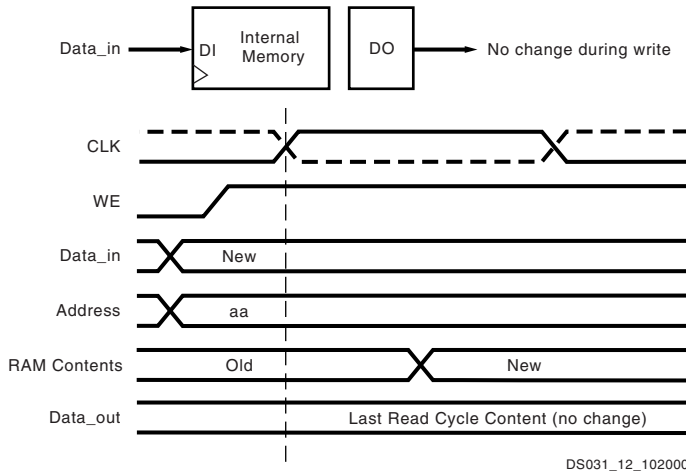 Data_in
DI
Internal
Memory
DO
No change during write
CLK
WE
Data_in
New
Address
aa
RAM Contents
Old
New
Data_out
Last Read Cycle Content (no change)
DS031_12_102000